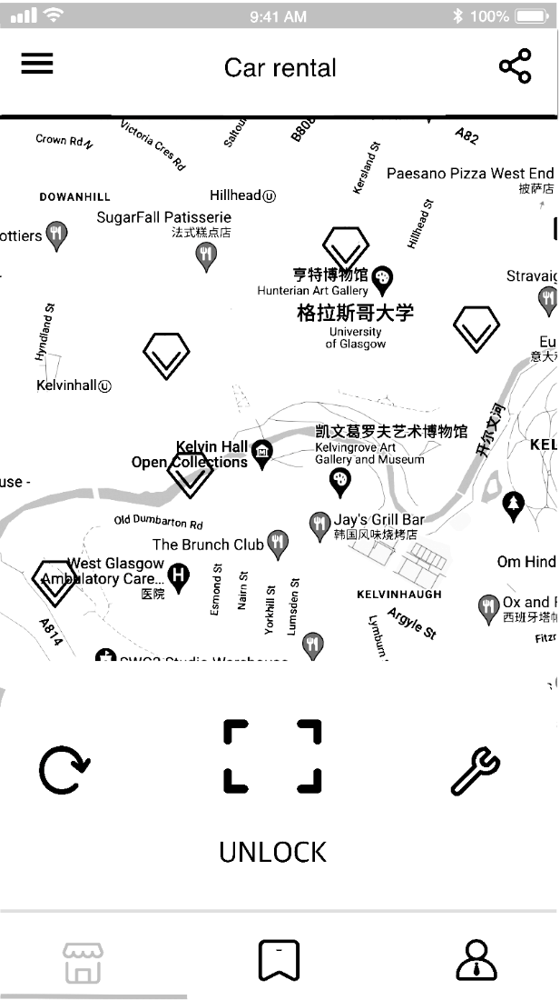 9:41 AM
100%
Car rental
Crown Rd N
Victoria Cres Rd
B808
A82
Kersland St
Paesano Pizza West End
披萨店
DOWANHILL
Hillhead
Hillhead St
SugarFall Patisserie
法式糕点店
ottiers
亨特博物馆
Hunterian Art Gallery
Stravaig
格拉斯哥大学
University
of Glasgow
Hyndland St
Eu
意大利
Kelvinhall
开尔文河
凯文葛罗夫艺术博物馆
Kelvingrove Art
Gallery and Museum
Kelvin Hall
Open Collections
KEL
use -
Old Dumbarton Rd
Jay's Grill Bar
韩国风味烧烤店
The Brunch Club
West Glasgow
Ambulatory Care...
医院
H
Om Hind
Esmond St
Nairn St
Yorkhill St
Lumsden St
KELVINHAUGH
Ox and F
西班牙塔帕
A814
Argyle St
Lymburn
Fitzr
SWG3 Studio Warehouse
UNLOCK